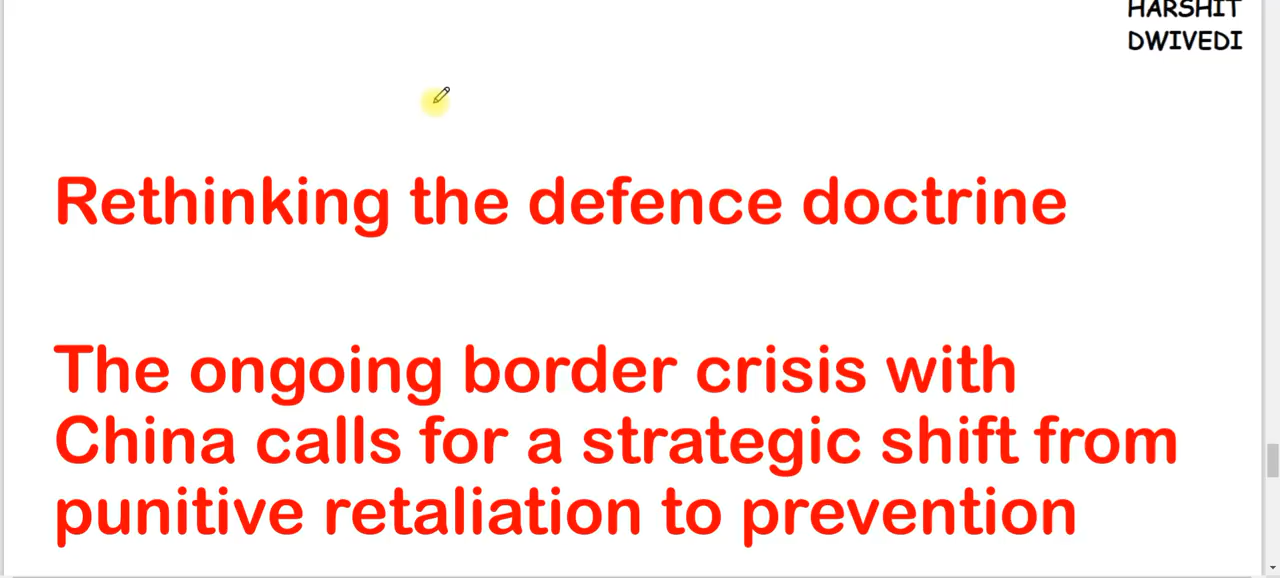 HARSHIT
DWIVEDI
Rethinking the defence doctrine
The ongoing border crisis with
China calls for a strategic shift from
punitive retaliation to prevention